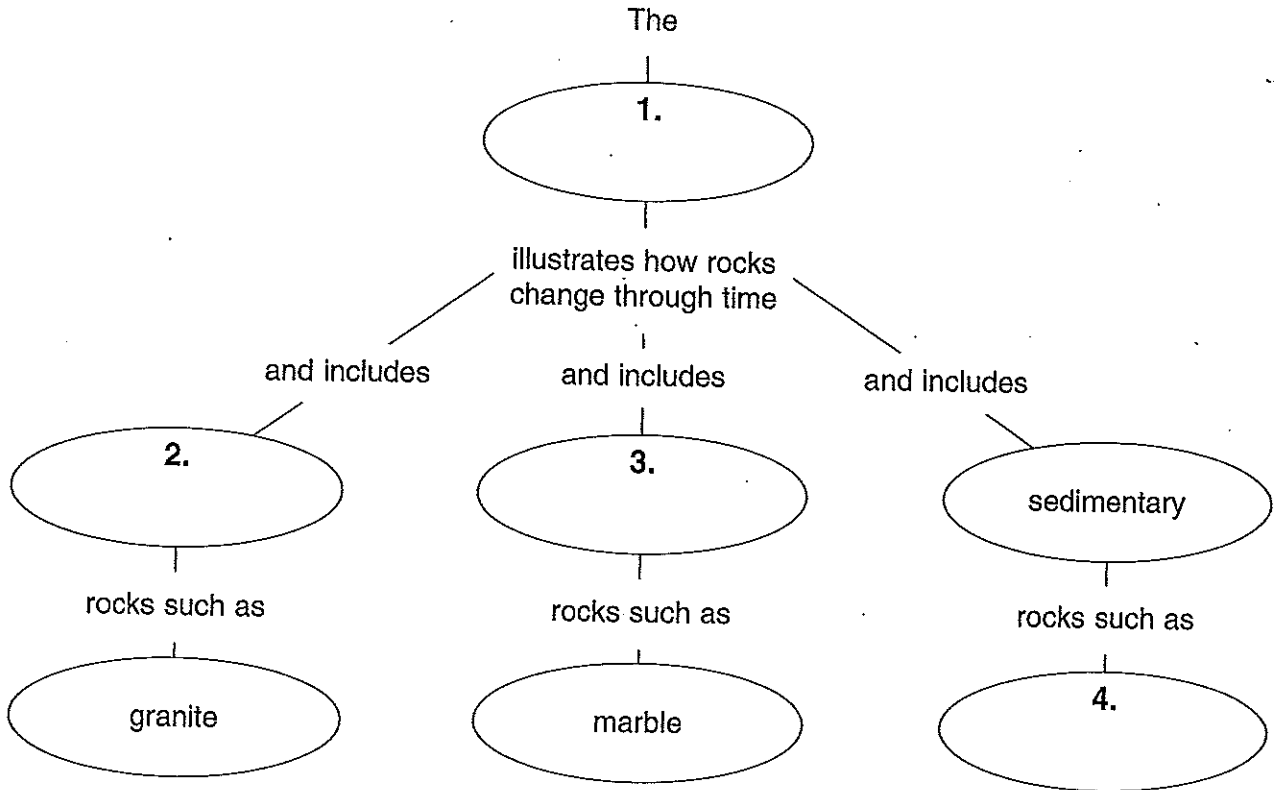 The
1.
illustrates how rocks
change through time
and includes
and includes
and includes
2.
3.
sedimentary
rocks such as
rocks such as
rocks such as
granite
marble
4.